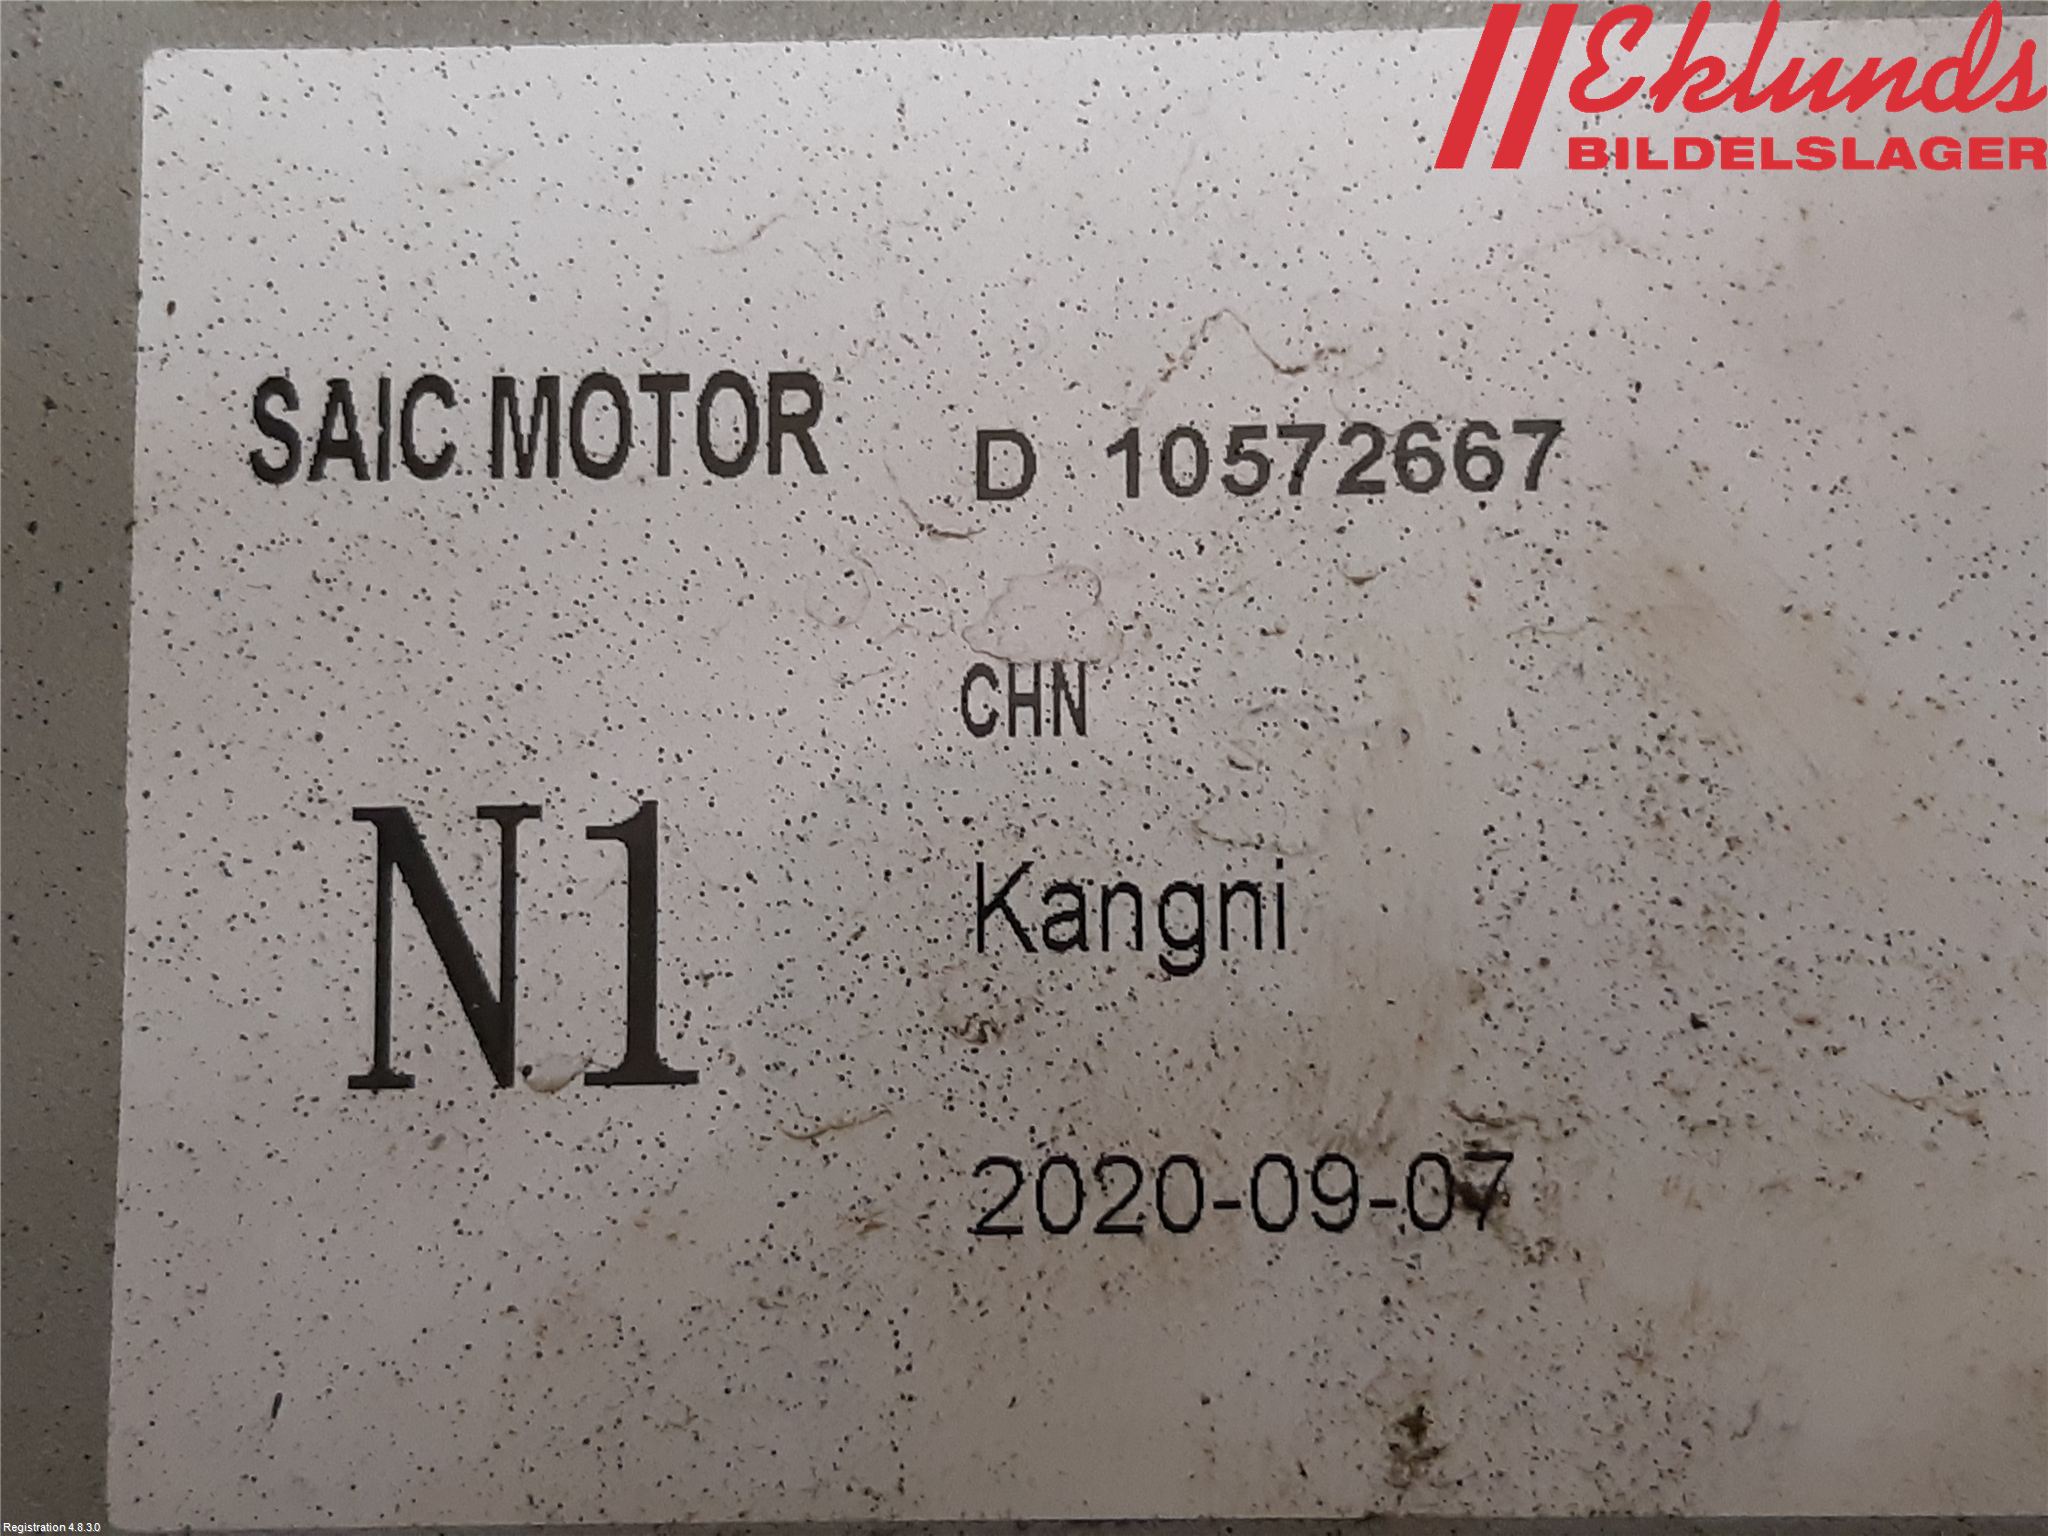 Eklunds
BILDELSLAGER
SAIC MOTOR D 10572667
CHN
N1 Kangni
2020-09-07
Registration 4.8.3.0